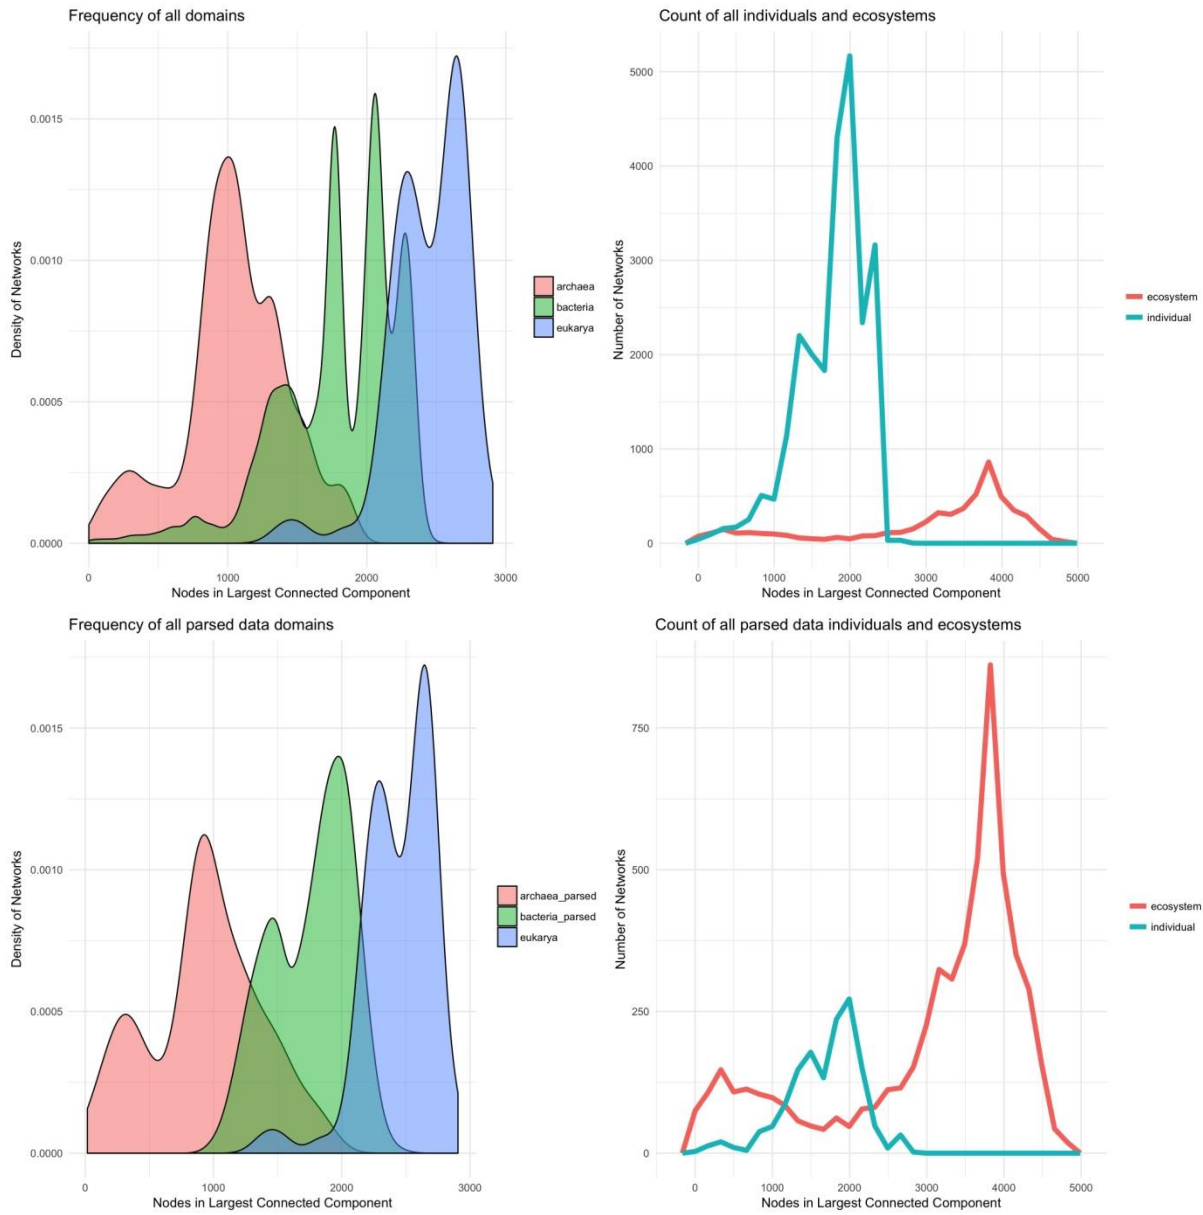 Frequency of all domains
Density of Networks
0.0015
0.0010
0.0005
0.0000
0
1000
2000
3000
Nodes in Largest Connected Component
archaea
bacteria
eukarya
Count of all individuals and ecosystems
Number of Networks
5000
4000
3000
2000
1000
0
0
1000
2000
3000
4000
5000
Nodes in Largest Connected Component
ecosystem
individual
Frequency of all parsed data domains
Density of Networks
0.0015
0.0010
0.0005
0.0000
0
1000
2000
3000
Nodes in Largest Connected Component
archaea_parsed
bacteria_parsed
eukarya
Count of all parsed data individuals and ecosystems
Number of Networks
750
500
250
0
0
1000
2000
3000
4000
5000
Nodes in Largest Connected Component
ecosystem
individual